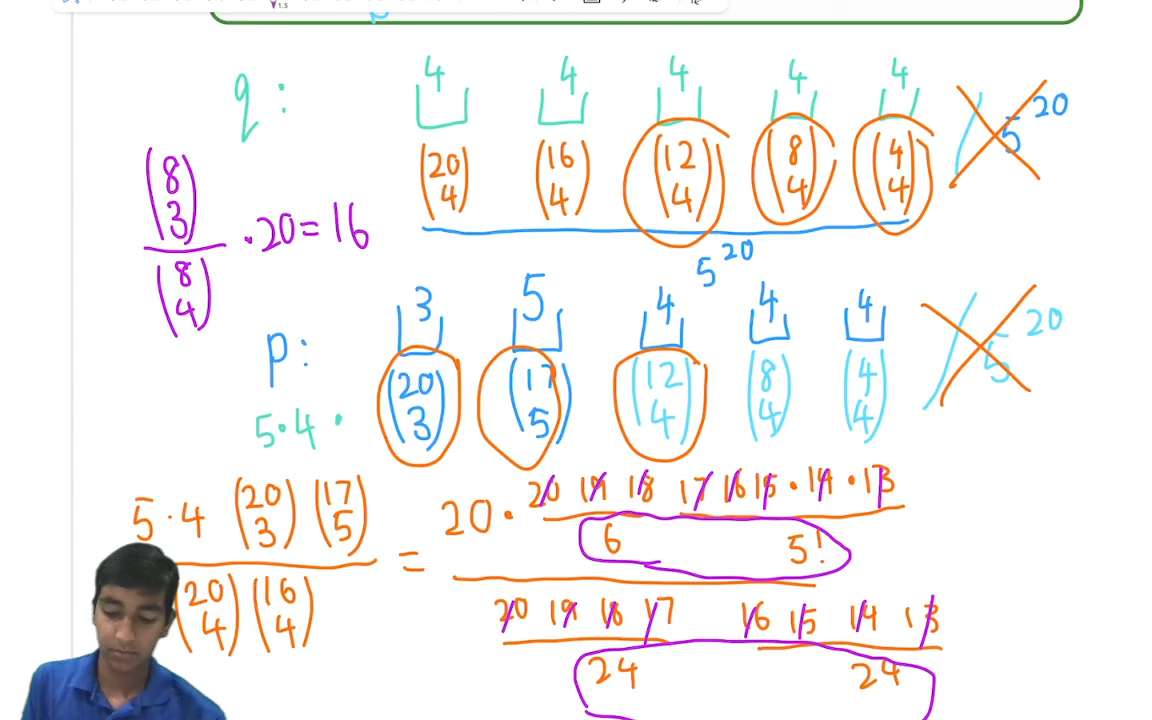 1.5
q: 4 4 4 4 4
(20 4) (16 4) (12 4) (8 4) (4 4) / 5^20
5^20
(8 3) / (8 4) · 20 = 16
p: 3 5 4 4 4
5·4· (20 3) (17 5) (12 4) (8 4) (4 4) / 5^20
5·4 (20 3) (17 5) / (20 4) (16 4) = 20 · 20 19 18 17 16 15 · 14 · 13
6 5!
20 19 18 17 16 15 14 13
24 24